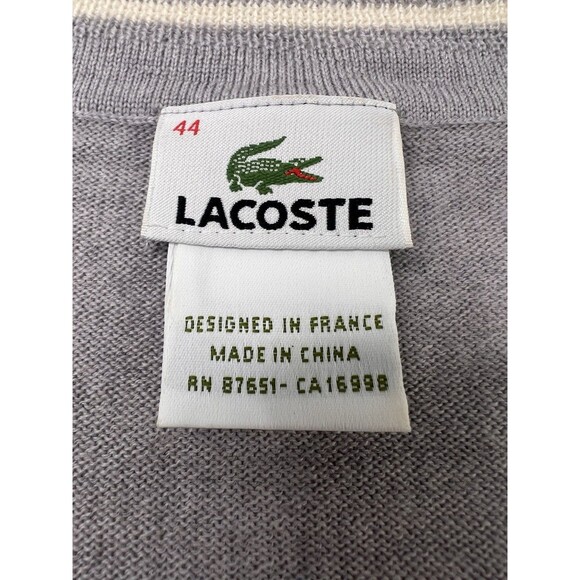 44
LACOSTE
DESIGNED IN FRANCE
MADE IN CHINA
RN 87651- CA16998